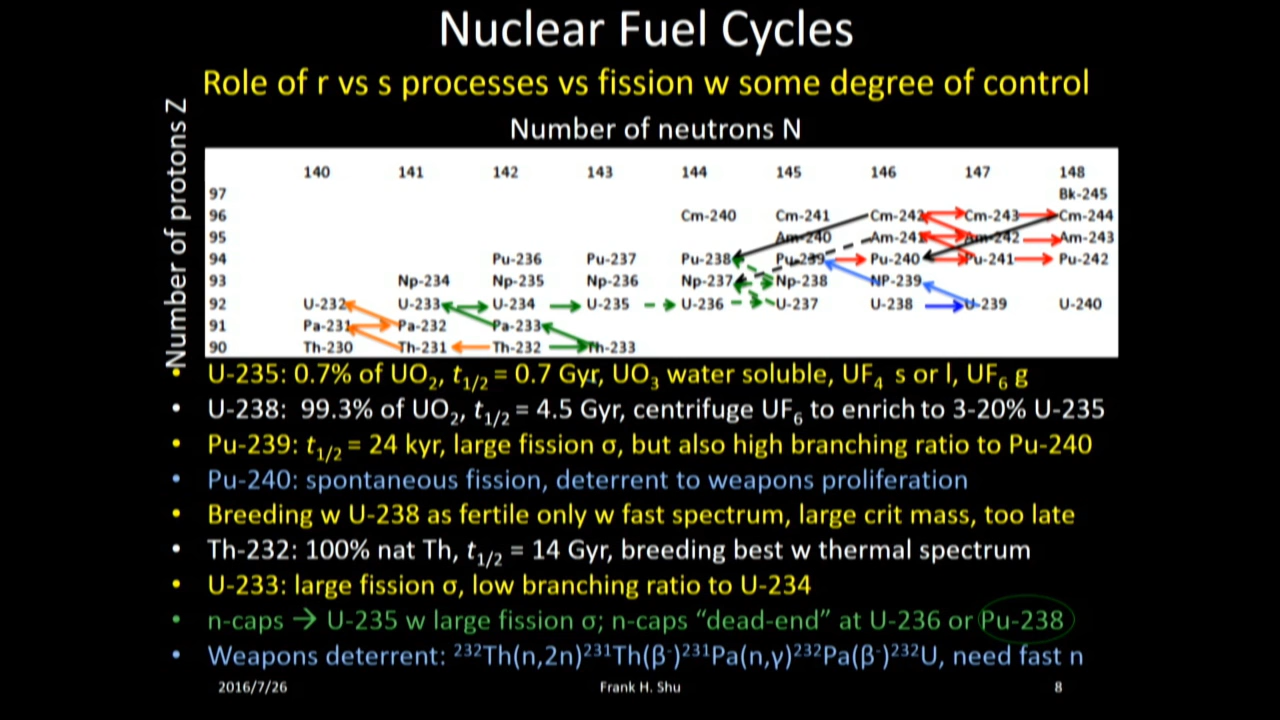 Nuclear Fuel Cycles
Role of r vs s processes vs fission w some degree of control
Number of protons Z
Number of neutrons N
140 141 142 143 144 145 146 147 148
97 Bk-245
96 Cm-240 Cm-241 Cm-242 Cm-243 Cm-244
95 Am-240 Am-241 Am-242 Am-243
94 Pu-236 Pu-237 Pu-238 Pu-239 Pu-240 Pu-241 Pu-242
93 Np-234 Np-235 Np-236 Np-237 Np-238 NP-239
92 U-232 U-233 U-234 U-235 U-236 U-237 U-238 U-239 U-240
91 Pa-231 Pa-232 Pa-233
90 Th-230 Th-231 Th-232 Th-233
• U-235: 0.7% of UO₂, t₁/₂ = 0.7 Gyr, UO₃ water soluble, UF₄ s or l, UF₆ g
• U-238: 99.3% of UO₂, t₁/₂ = 4.5 Gyr, centrifuge UF₆ to enrich to 3-20% U-235
• Pu-239: t₁/₂ = 24 kyr, large fission σ, but also high branching ratio to Pu-240
• Pu-240: spontaneous fission, deterrent to weapons proliferation
• Breeding w U-238 as fertile only w fast spectrum, large crit mass, too late
• Th-232: 100% nat Th, t₁/₂ = 14 Gyr, breeding best w thermal spectrum
• U-233: large fission σ, low branching ratio to U-234
• n-caps → U-235 w large fission σ; n-caps “dead-end” at U-236 or Pu-238
• Weapons deterrent: ²³²Th(n,2n)²³¹Th(β⁻)²³¹Pa(n,γ)²³²Pa(β⁻)²³²U, need fast n
2016/7/26 Frank H. Shu 8